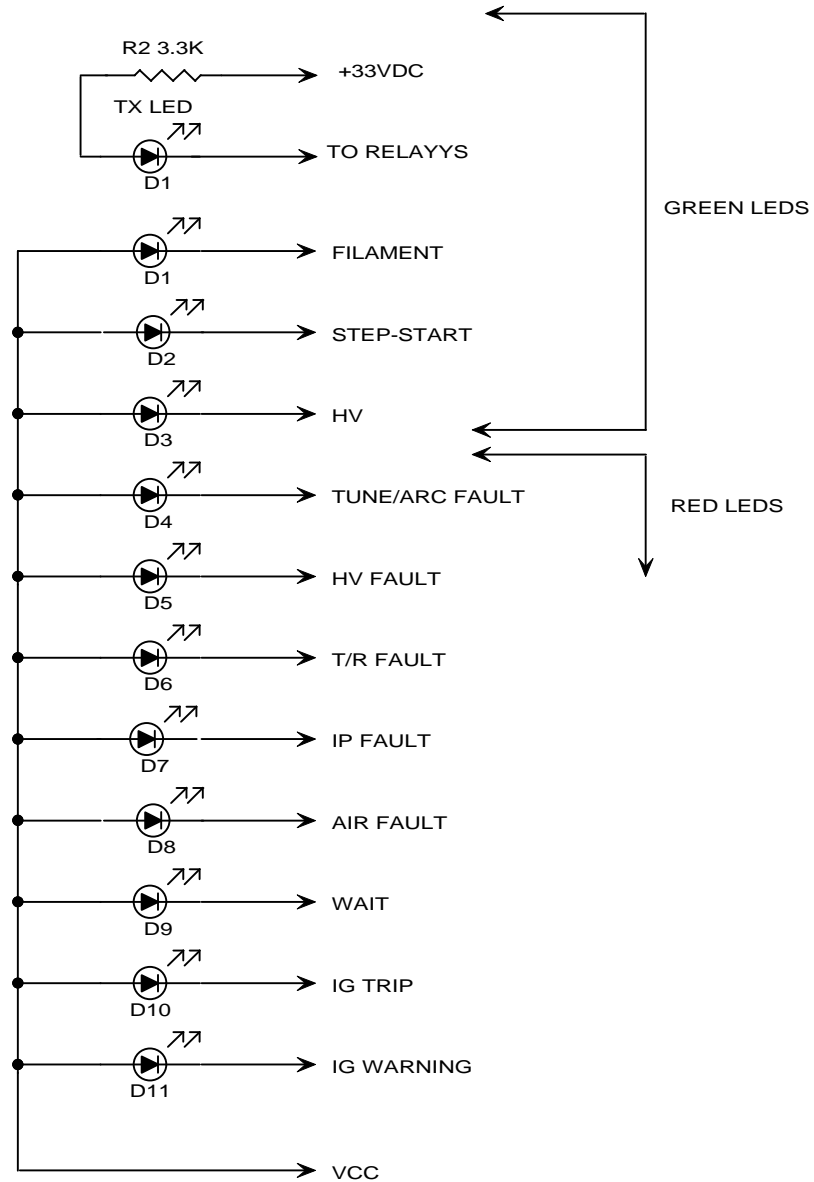 R2 3.3K
+33VDC
TX LED
TO RELAYYS
D1
GREEN LEDS
FILAMENT
D1
STEP-START
D2
HV
D3
TUNE/ARC FAULT
RED LEDS
D4
HV FAULT
D5
T/R FAULT
D6
IP FAULT
D7
AIR FAULT
D8
WAIT
D9
IG TRIP
D10
IG WARNING
D11
VCC